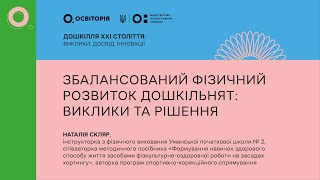 ОСВІТОРІЯ
ДОШКІЛЛЯ ХХІ СТОЛІТТЯ:
ВИКЛИКИ, ДОСВІД, ІННОВАЦІЇ
ЗБАЛАНСОВАНИЙ ФІЗИЧНИЙ
РОЗВИТОК ДОШКІЛЬНЯТ:
ВИКЛИКИ ТА РІШЕННЯ
НАТАЛІЯ СКЛЯР,
інструкторка з фізичного виховання Уманської початкової школи № 2,
співавторка методичного посібника «Формування навичок здорового
способу життя засобами фізкультурно-оздоровчої роботи на засадах
хортингу», авторка програм спортивно-корекційного спрямування